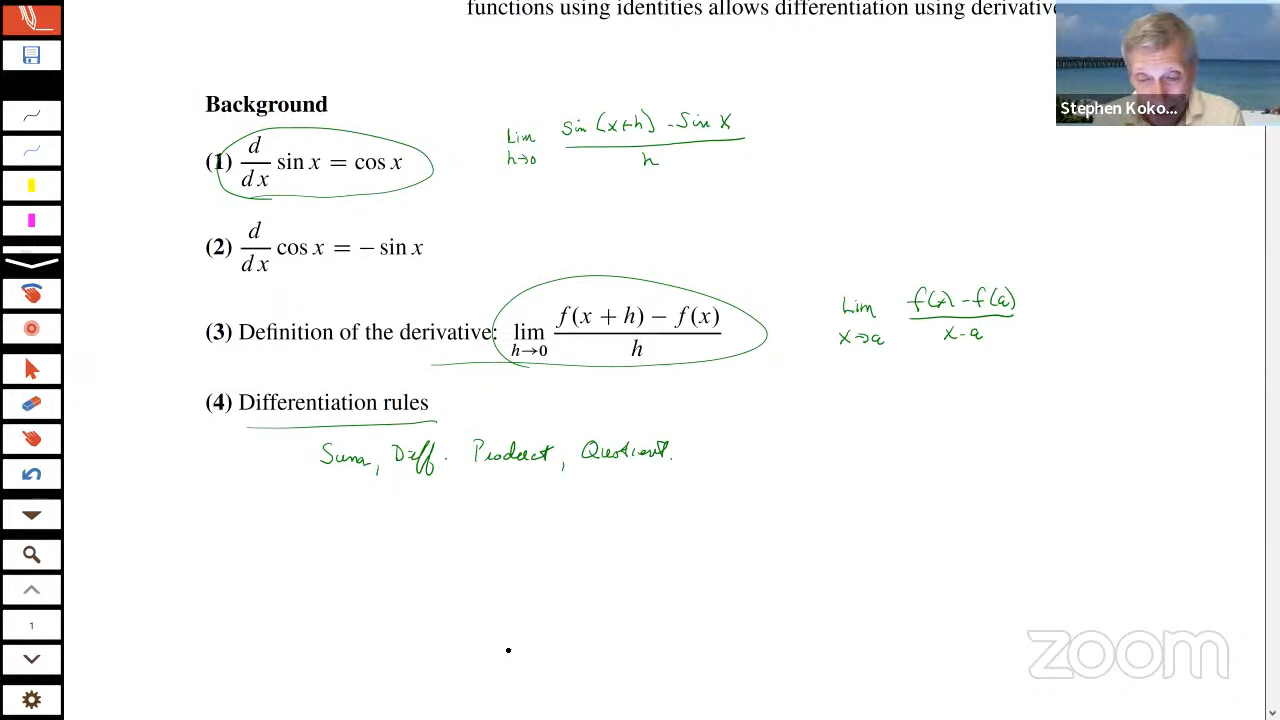 functions using identities allows differentiation using derivative
Stephen Koko...
Background
(1) d/dx sin x = cos x
Lim h→0 (sin (x+h) - sin x)/h
(2) d/dx cos x = − sin x
(3) Definition of the derivative: lim h→0 (f(x + h) − f(x))/h
Lim x→a (f(x) - f(a))/(x-a)
(4) Differentiation rules
Sum, Diff. Product, Quotient.
1
zoom